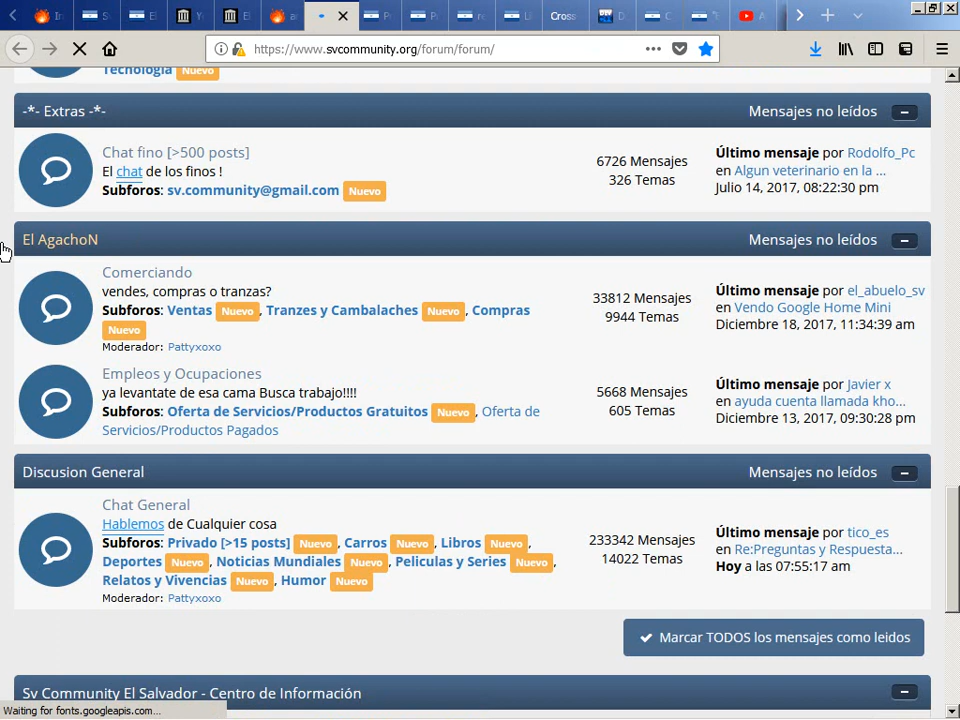 Cross
https://www.svcommunity.org/forum/forum/
Tecnología Nuevo
-*- Extras -*- Mensajes no leídos
Chat fino [>500 posts]
El chat de los finos !
Subforos: sv.community@gmail.com Nuevo
6726 Mensajes
326 Temas
Último mensaje por Rodolfo_Pc
en Algun veterinario en la ...
Julio 14, 2017, 08:22:30 pm
El AgachoN Mensajes no leídos
Comerciando
vendes, compras o tranzas?
Subforos: Ventas Nuevo, Tranzes y Cambalaches Nuevo, Compras
Nuevo
Moderador: Pattyxoxo
33812 Mensajes
9944 Temas
Último mensaje por el_abuelo_sv
en Vendo Google Home Mini
Diciembre 18, 2017, 11:34:39 am
Empleos y Ocupaciones
ya levantate de esa cama Busca trabajo!!!!
Subforos: Oferta de Servicios/Productos Gratuitos Nuevo, Oferta de
Servicios/Productos Pagados
5668 Mensajes
605 Temas
Último mensaje por Javier x
en ayuda cuenta llamada kho...
Diciembre 13, 2017, 09:30:28 pm
Discusion General Mensajes no leídos
Chat General
Hablemos de Cualquier cosa
Subforos: Privado [>15 posts] Nuevo, Carros Nuevo, Libros Nuevo,
Deportes Nuevo, Noticias Mundiales Nuevo, Peliculas y Series Nuevo,
Relatos y Vivencias Nuevo, Humor Nuevo
Moderador: Pattyxoxo
233342 Mensajes
14022 Temas
Último mensaje por tico_es
en Re:Preguntas y Respuesta...
Hoy a las 07:55:17 am
Marcar TODOS los mensajes como leidos
Sv Community El Salvador - Centro de Información
Waiting for fonts.googleapis.com...